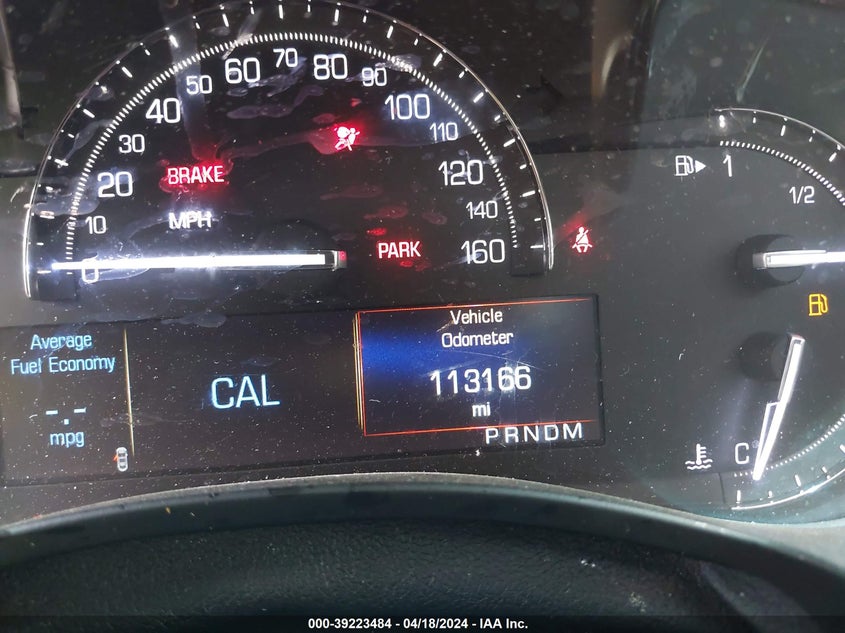 10
20
30
40
50
60
70
80
90
100
110
120
140
160
0
BRAKE
MPH
PARK
1
1/2
Average
Fuel Economy
-.-
mpg
CAL
Vehicle
Odometer
113166
mi
PRNDM
C
000-39223484 - 04/18/2024 - IAA Inc.